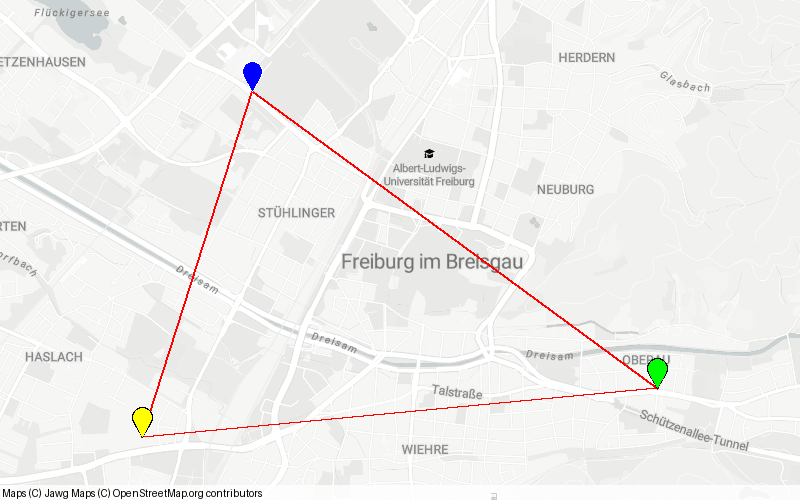 Flückigersee
ETZENHAUSEN
HERDERN
Glasbach
Albert-Ludwigs-
Universität Freiburg
NEUBURG
STÜHLINGER
RTEN
orfbach
Freiburg im Breisgau
Dreisam
Dreisam
Dreisam
HASLACH
OBERAU
Talstraße
Schützenallee-Tunnel
WIEHRE
Maps (C) Jawg Maps (C) OpenStreetMap.org contributors